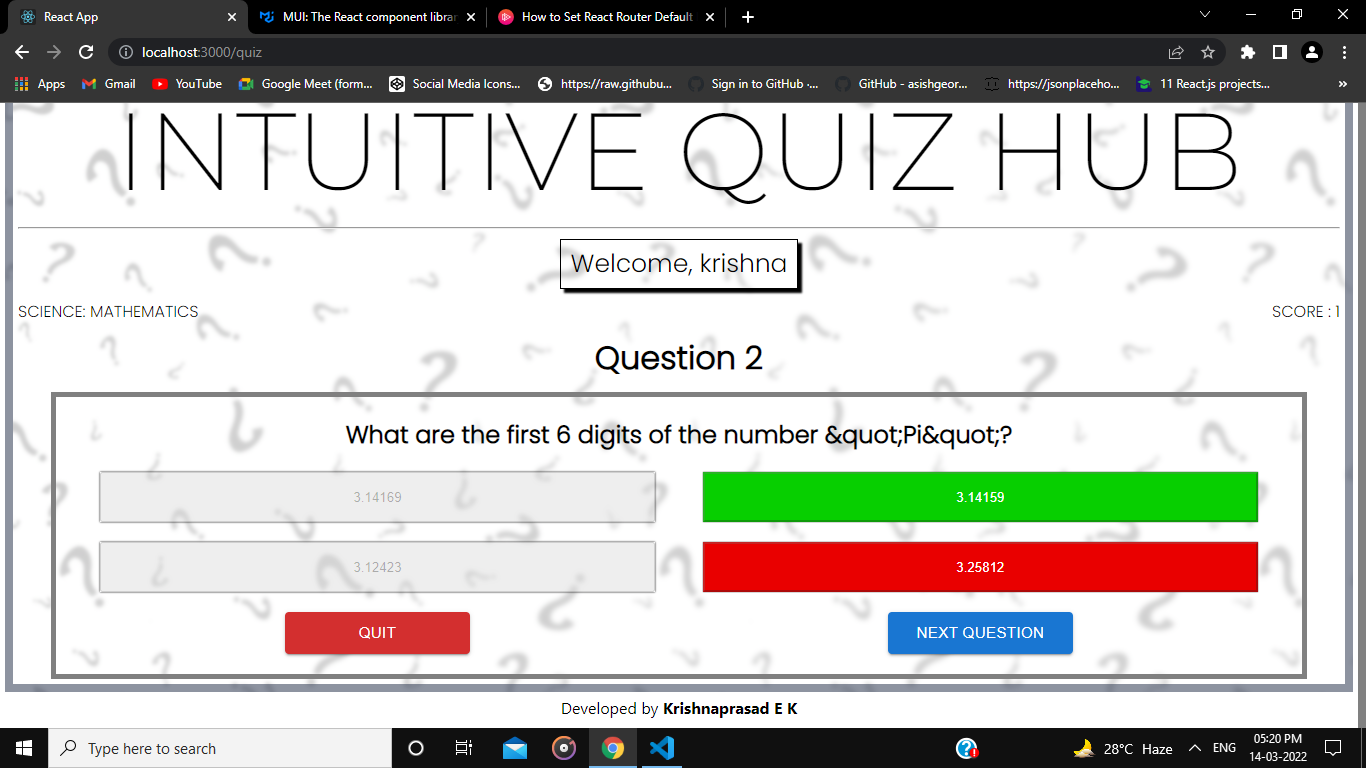 React App
MUI: The React component librar
How to Set React Router Default
localhost:3000/quiz
Apps
Gmail
YouTube
Google Meet (form...
Social Media Icons...
https://raw.githubu...
Sign in to GitHub ·...
GitHub - asishgeor...
https://jsonplaceho...
11 React.js projects...
»
INTUITIVE QUIZ HUB
Welcome, krishna
SCIENCE: MATHEMATICS
SCORE : 1
Question 2
What are the first 6 digits of the number &quot;Pi&quot;?
3.14169
3.14159
3.12423
3.25812
QUIT
NEXT QUESTION
Developed by Krishnaprasad E K
Type here to search
28°C Haze
ENG
05:20 PM
14-03-2022